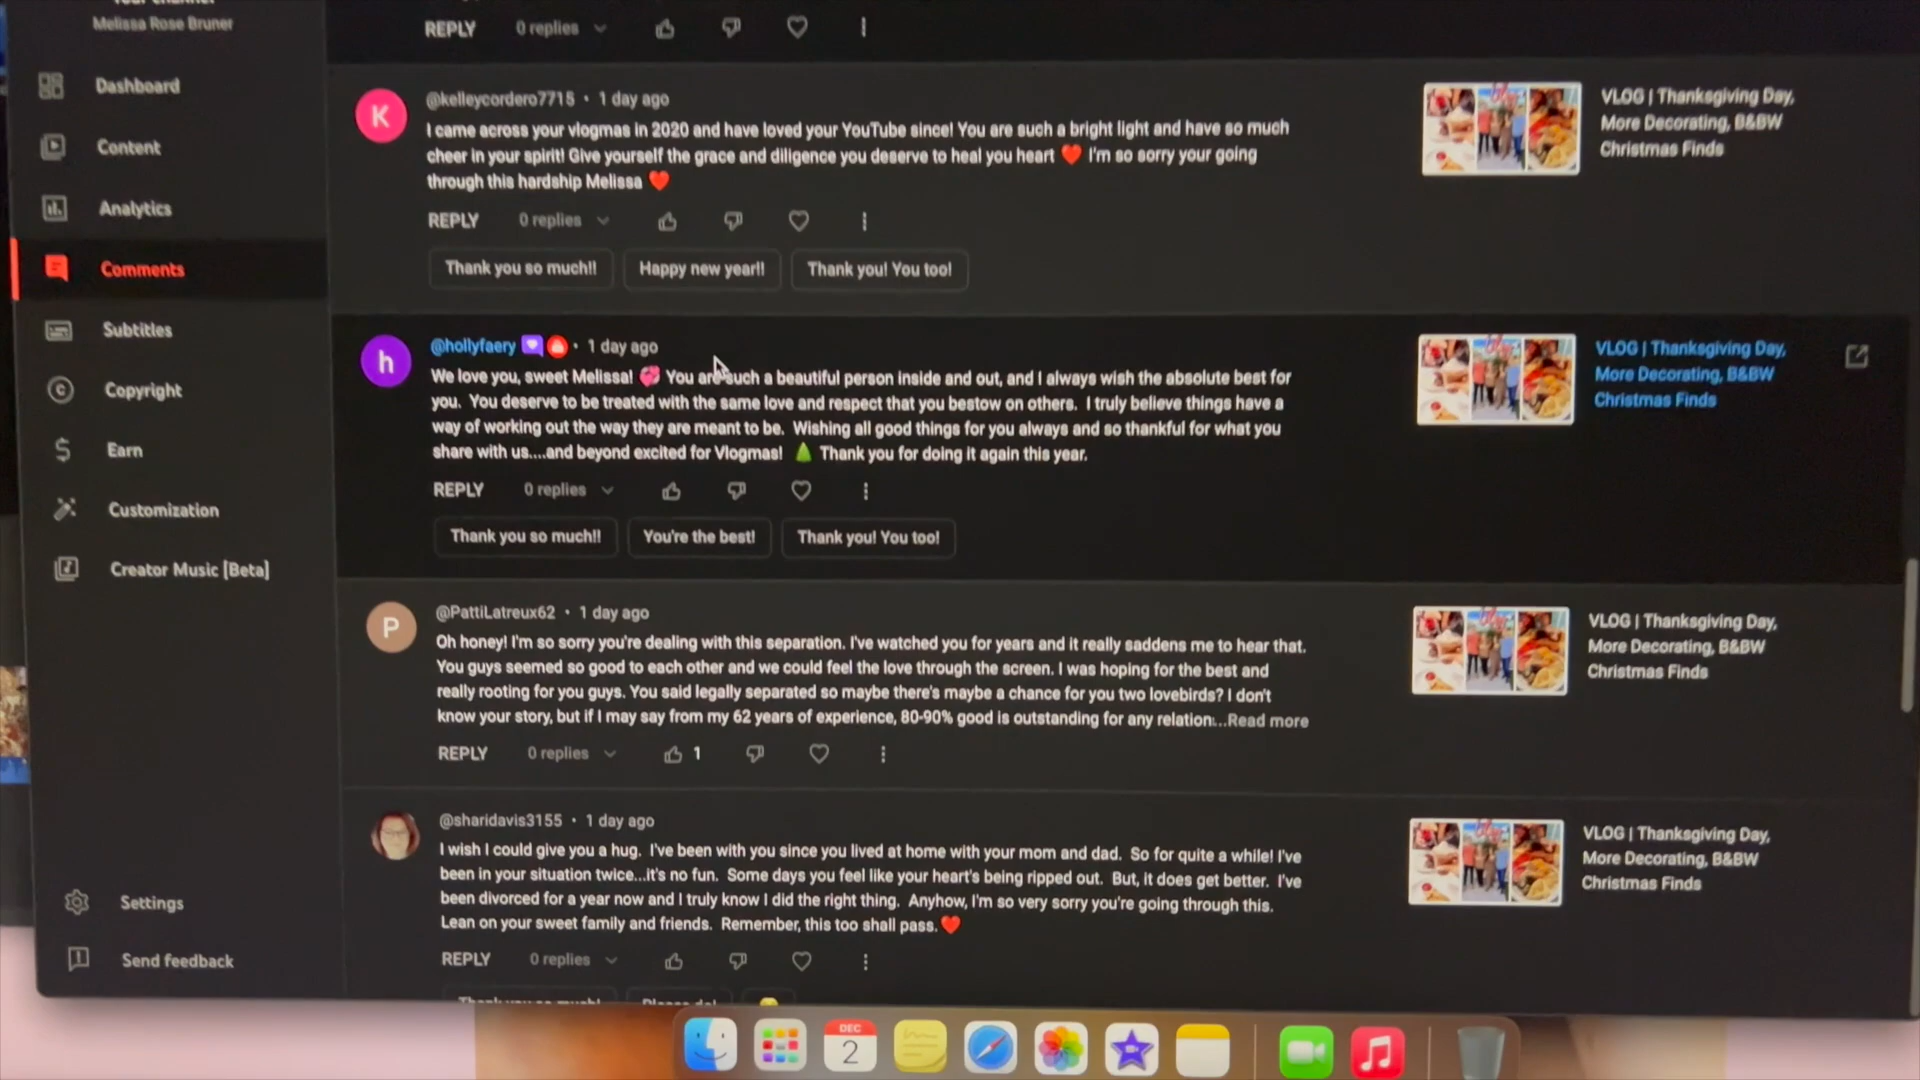 Melissa Rose Bruner
Dashboard
Content
Analytics
Comments
Subtitles
Copyright
Earn
Customization
Creator Music [Beta]
Settings
Send feedback
REPLY 0 replies
@kelleycordero7715 • 1 day ago
I came across your vlogmas in 2020 and have loved your YouTube since! You are such a bright light and have so much
cheer in your spirit! Give yourself the grace and diligence you deserve to heal you heart ❤️ I'm so sorry your going
through this hardship Melissa ❤️
REPLY 0 replies
Thank you so much!! Happy new year!! Thank you! You too!
VLOG | Thanksgiving Day,
More Decorating, B&BW
Christmas Finds
h
@hollyfaery • 1 day ago
We love you, sweet Melissa! 💞 You are such a beautiful person inside and out, and I always wish the absolute best for
you. You deserve to be treated with the same love and respect that you bestow on others. I truly believe things have a
way of working out the way they are meant to be. Wishing all good things for you always and so thankful for what you
share with us....and beyond excited for Vlogmas! 🎄 Thank you for doing it again this year.
REPLY 0 replies
Thank you so much!! You're the best! Thank you! You too!
VLOG | Thanksgiving Day,
More Decorating, B&BW
Christmas Finds
P
@PattiLatreux62 • 1 day ago
Oh honey! I'm so sorry you're dealing with this separation. I've watched you for years and it really saddens me to hear that.
You guys seemed so good to each other and we could feel the love through the screen. I was hoping for the best and
really rooting for you guys. You said legally separated so maybe there's maybe a chance for you two lovebirds? I don't
know your story, but if I may say from my 62 years of experience, 80-90% good is outstanding for any relation...Read more
REPLY 0 replies 1
VLOG | Thanksgiving Day,
More Decorating, B&BW
Christmas Finds
@sharidavis3155 • 1 day ago
I wish I could give you a hug. I've been with you since you lived at home with your mom and dad. So for quite a while! I've
been in your situation twice...it's no fun. Some days you feel like your heart's being ripped out. But, it does get better. I've
been divorced for a year now and I truly know I did the right thing. Anyhow, I'm so very sorry you're going through this.
Lean on your sweet family and friends. Remember, this too shall pass. ❤️
REPLY 0 replies
VLOG | Thanksgiving Day,
More Decorating, B&BW
Christmas Finds
K
DEC
2